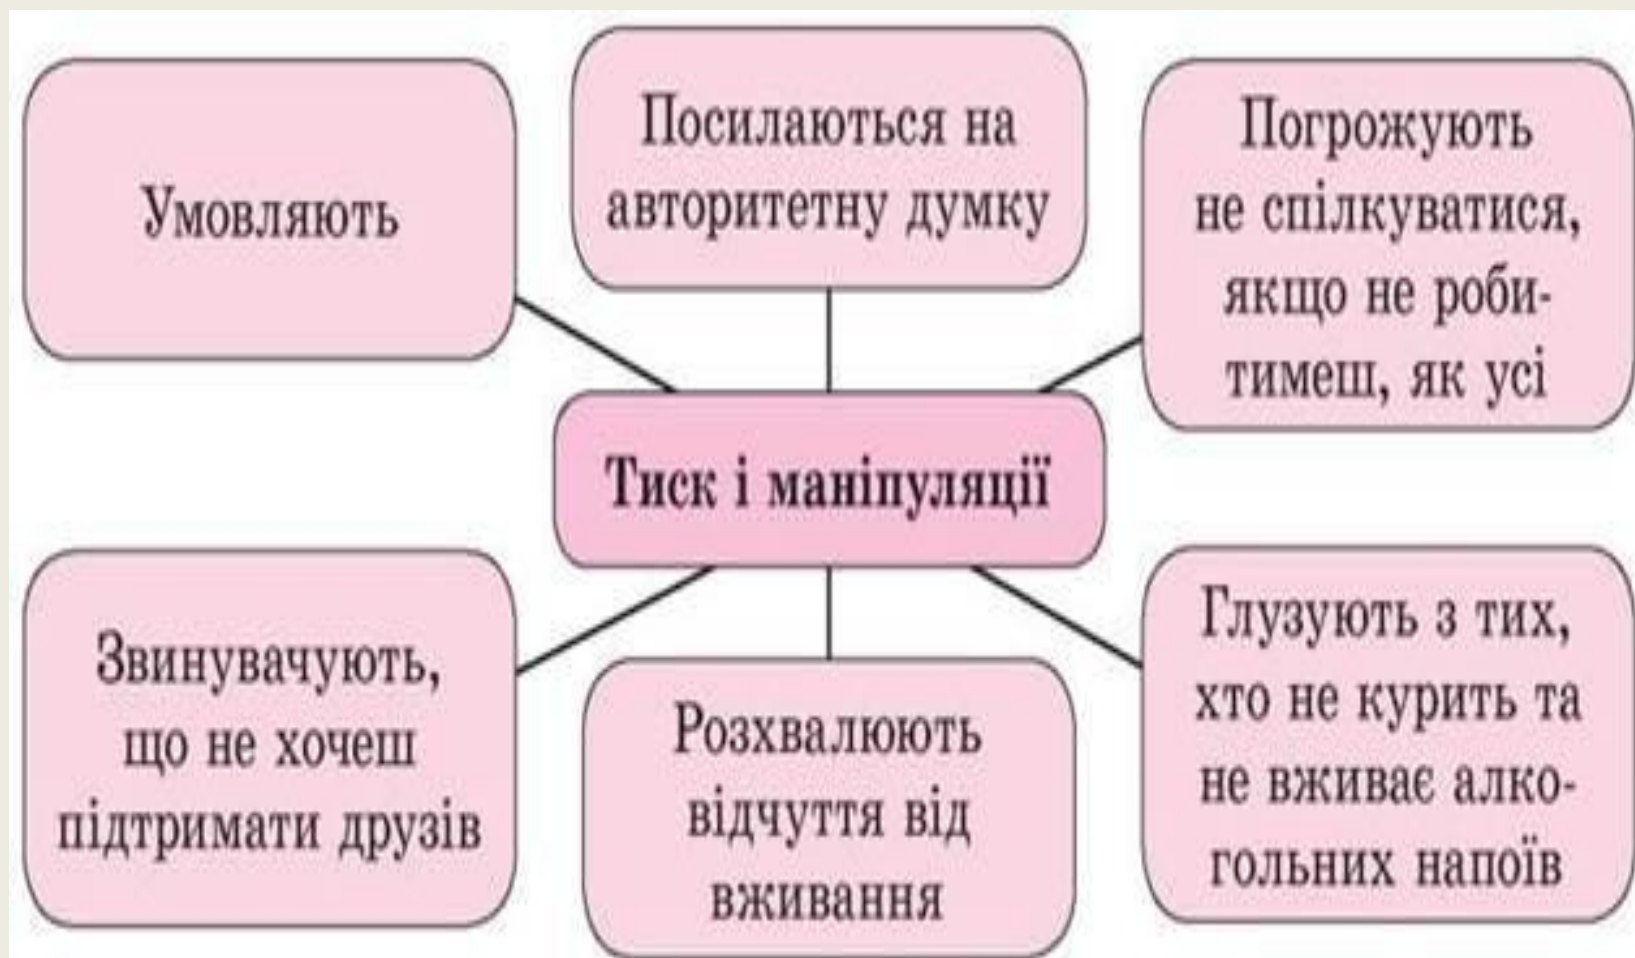 Умовляють
Посилаються на
авторитетну думку
Погрожують
не спілкуватися,
якщо не роби-
тимеш, як усі
Тиск і маніпуляції
Звинувачують,
що не хочеш
підтримати друзів
Розхвалюють
відчуття від
вживання
Глузують з тих,
хто не курить та
не вживає алко-
гольних напоїв